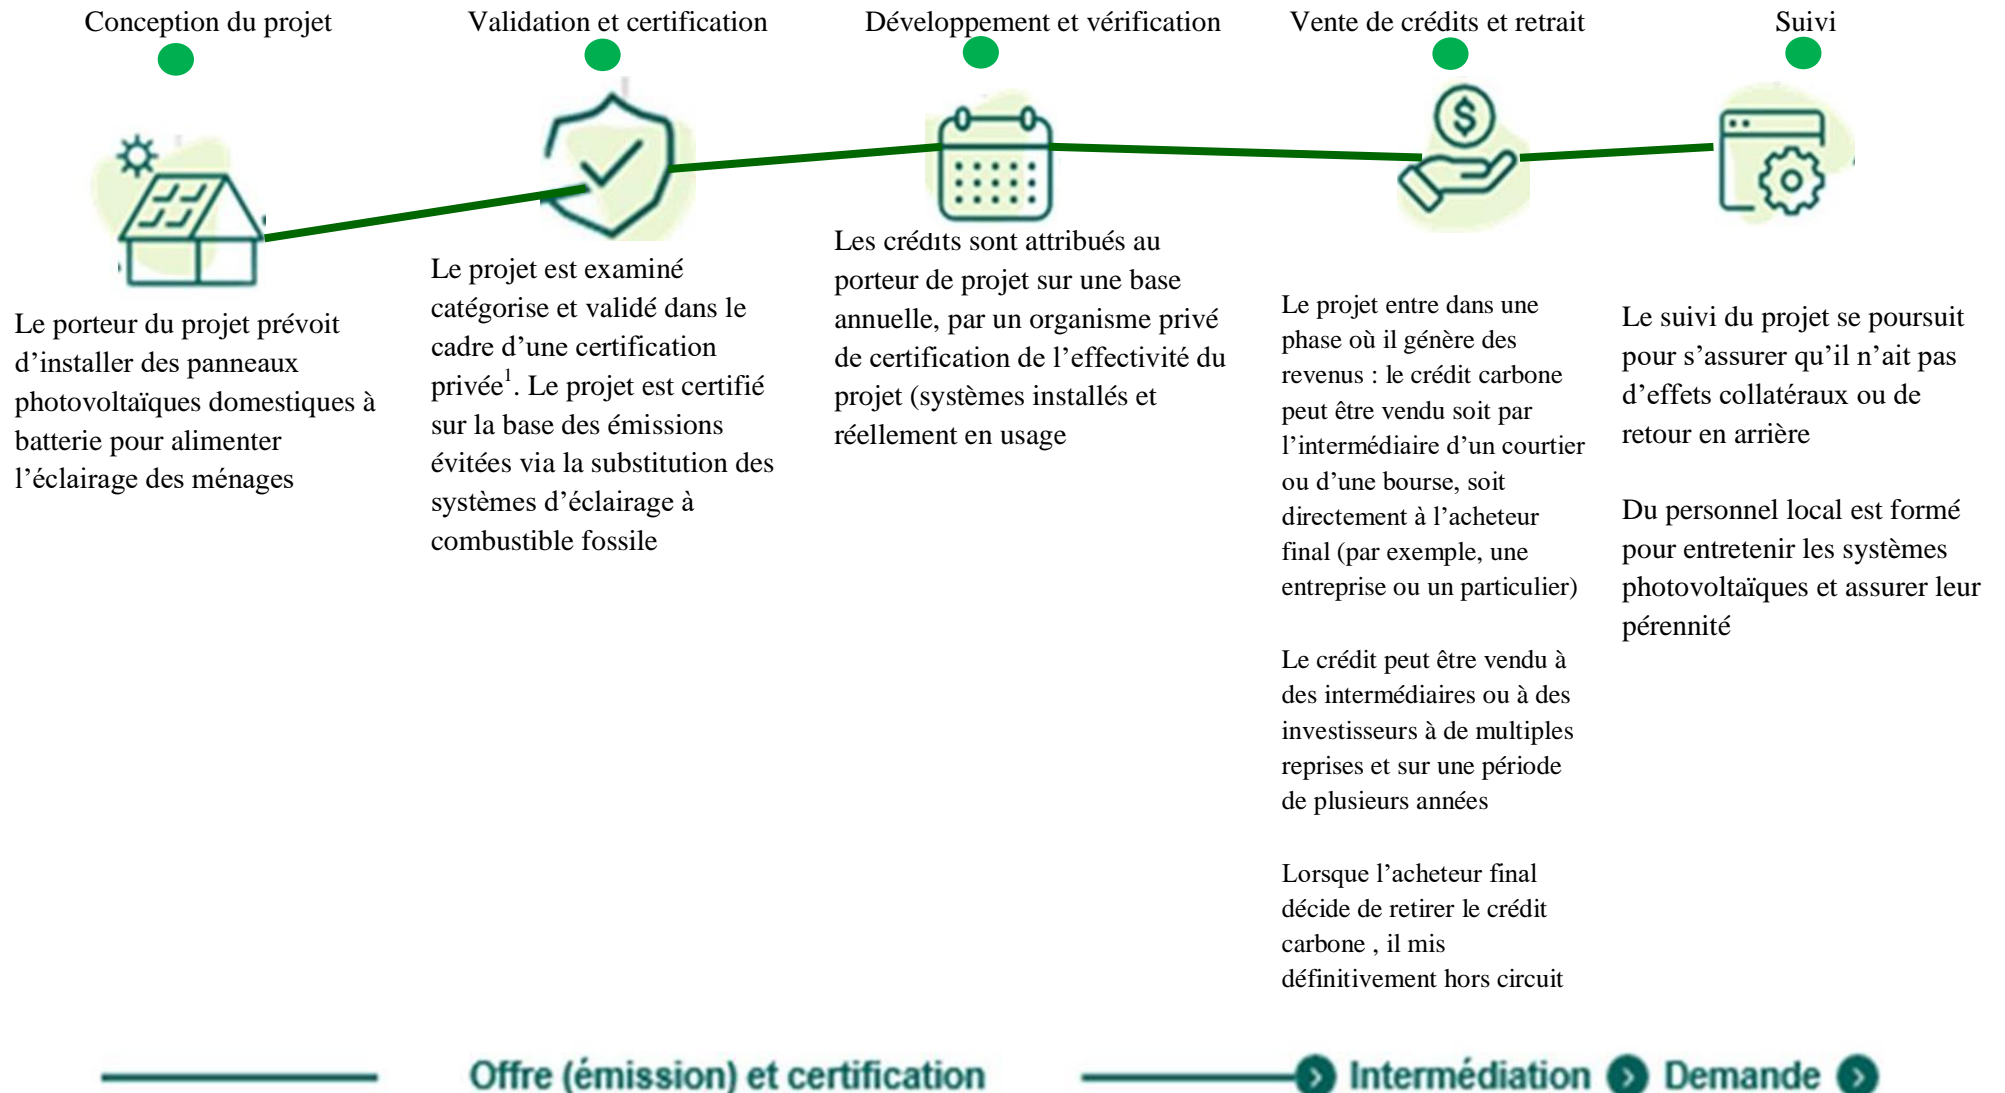 Conception du projet
Validation et certification
Développement et vérification
Vente de crédits et retrait
Suivi
Le porteur du projet prévoit
d’installer des panneaux
photovoltaïques domestiques à
batterie pour alimenter
l’éclairage des ménages
Le projet est examiné
catégorise et validé dans le
cadre d’une certification
privée1. Le projet est certifié
sur la base des émissions
évitées via la substitution des
systèmes d’éclairage à
combustible fossile
Les crédits sont attribués au
porteur de projet sur une base
annuelle, par un organisme privé
de certification de l’effectivité du
projet (systèmes installés et
réellement en usage
Le projet entre dans une
phase où il génère des
revenus : le crédit carbone
peut être vendu soit par
l’intermédiaire d’un courtier
ou d’une bourse, soit
directement à l’acheteur
final (par exemple, une
entreprise ou un particulier)
Le crédit peut être vendu à
des intermédiaires ou à des
investisseurs à de multiples
reprises et sur une période
de plusieurs années
Lorsque l’acheteur final
décide de retirer le crédit
carbone , il mis
définitivement hors circuit
Le suivi du projet se poursuit
pour s’assurer qu’il n’ait pas
d’effets collatéraux ou de
retour en arrière
Du personnel local est formé
pour entretenir les systèmes
photovoltaïques et assurer leur
pérennité
Offre (émission) et certification
Intermédiation
Demande